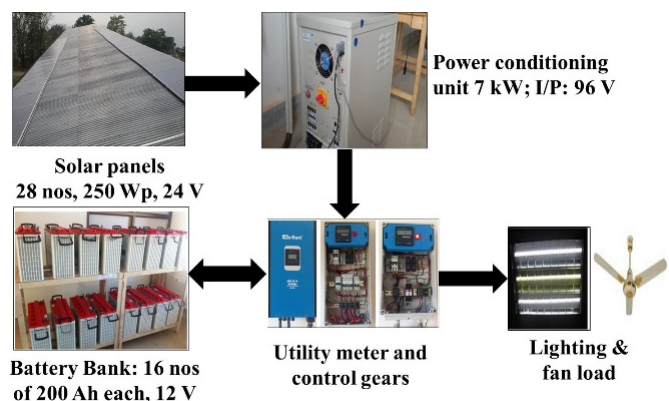 Power conditioning
unit 7 kW; I/P: 96 V
Solar panels
28 nos, 250 Wp, 24 V
Battery Bank: 16 nos
of 200 Ah each, 12 V
Utility meter and
control gears
Lighting &
fan load